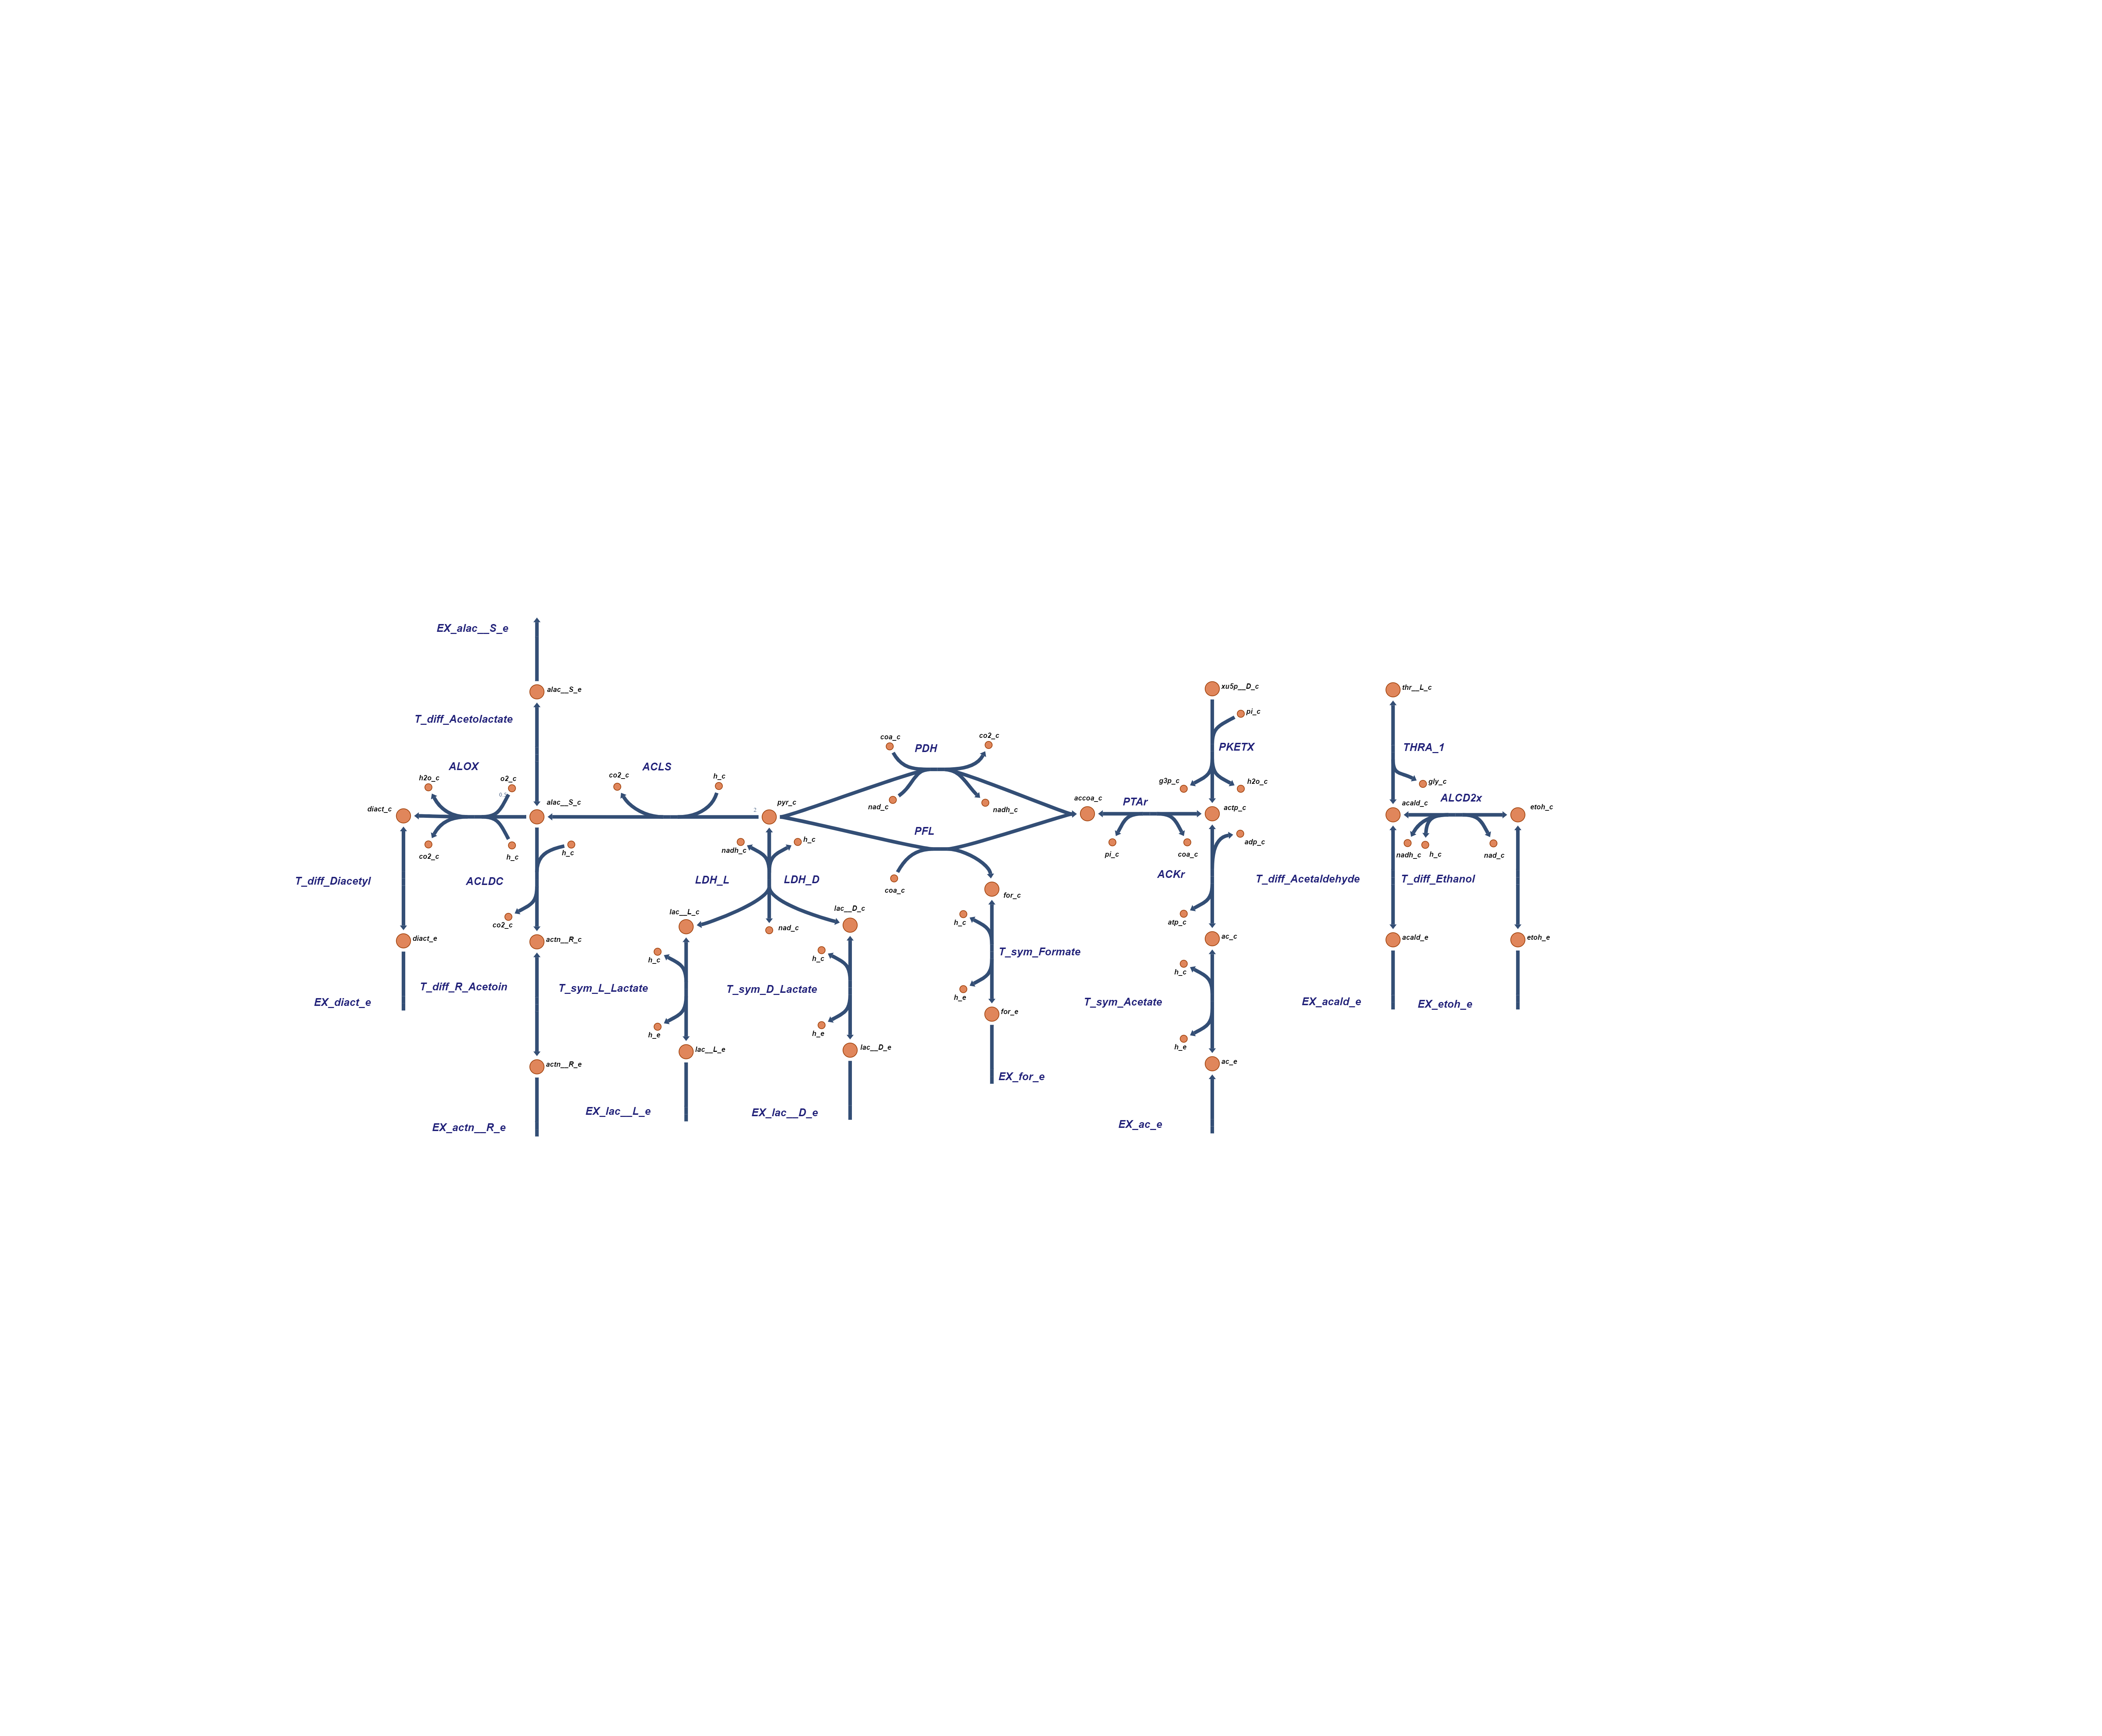 EX_alac__S_e
alac__S_e
xu5p__D_c
thr__L_c
T_diff_Acetolactate
pi_c
coa_c
PDH
co2_c
PKETX
THRA_1
ALOX
ACLS
h2o_c
o2_c
co2_c
h_c
g3p_c
h2o_c
gly_c
nad_c
nadh_c
accoa_c
PTAr
acald_c
ALCD2x
diact_c
alac__S_c
2
pyr_c
actp_c
etoh_c
PFL
co2_c
h_c
h_c
nadh_c
h_c
pi_c
coa_c
adp_c
nadh_c
h_c
nad_c
T_diff_Diacetyl
ACLDC
LDH_L
LDH_D
coa_c
ACKr
T_diff_Acetaldehyde
T_diff_Ethanol
for_c
co2_c
lac__L_c
lac__D_c
nad_c
h_c
atp_c
diact_e
actn__R_c
ac_c
acald_e
etoh_e
h_c
h_c
T_sym_Formate
h_c
T_diff_R_Acetoin
T_sym_L_Lactate
T_sym_D_Lactate
h_e
EX_diact_e
T_sym_Acetate
EX_acald_e
EX_etoh_e
for_e
h_e
h_e
h_e
lac__L_e
lac__D_e
actn__R_e
ac_e
EX_for_e
EX_lac__L_e
EX_lac__D_e
EX_actn__R_e
EX_ac_e